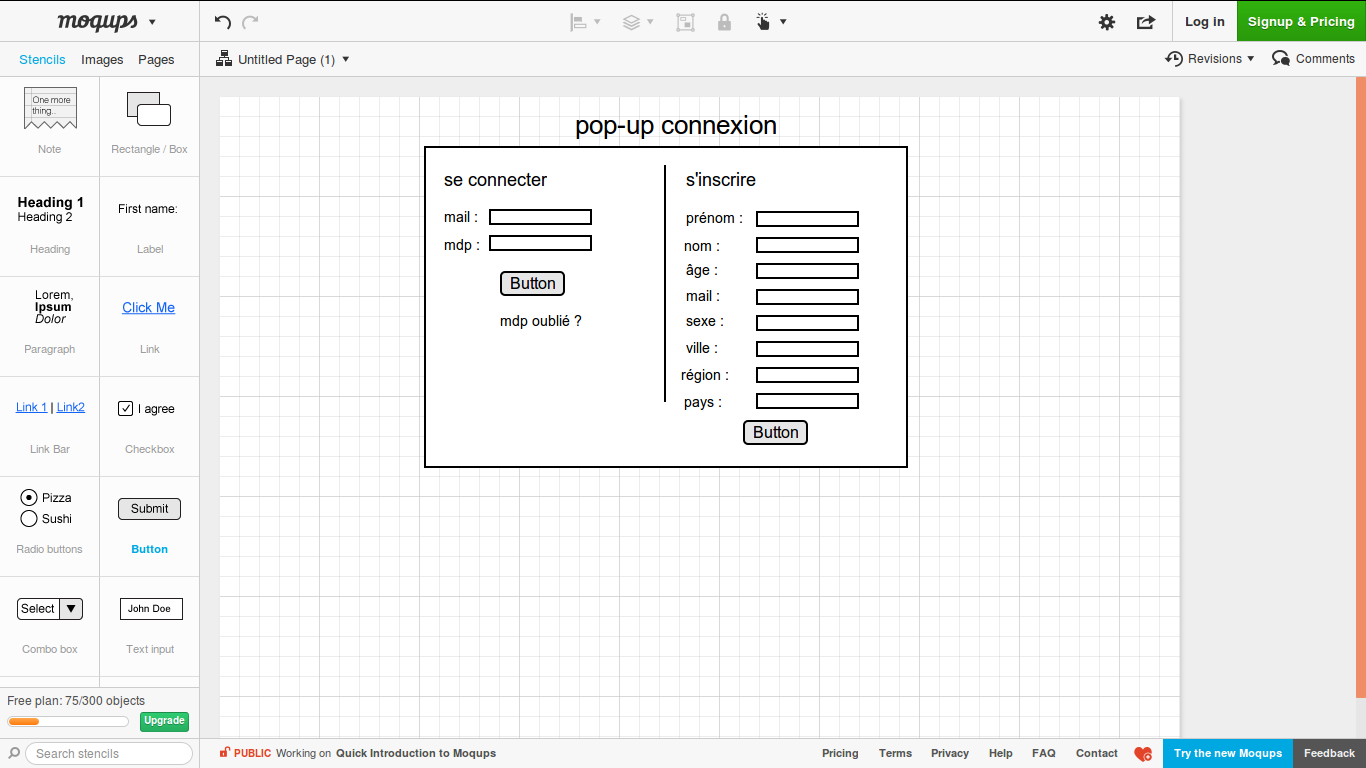 moqups
Log in
Signup & Pricing
Stencils Images Pages
Untitled Page (1)
Revisions
Comments
One more
thing..
Note
Rectangle / Box
Heading 1
Heading 2
Heading
First name:
Label
Lorem,
Ipsum
Dolor
Paragraph
Click Me
Link
Link 1 | Link2
Link Bar
I agree
Checkbox
Pizza
Sushi
Radio buttons
Submit
Button
Select
Combo box
John Doe
Text input
Free plan: 75/300 objects
Upgrade
Search stencils
pop-up connexion
se connecter
mail :
mdp :
Button
mdp oublié ?
s'inscrire
prénom :
nom :
âge :
mail :
sexe :
ville :
région :
pays :
Button
PUBLIC Working on Quick Introduction to Moqups
Pricing Terms Privacy Help FAQ Contact
Try the new Moqups
Feedback